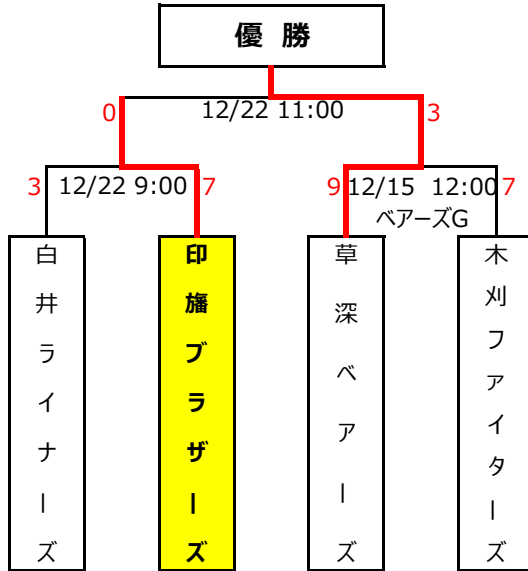 優 勝
0
12/22 11:00
3
3
12/22 9:00
7
9
12/15 12:00
7
ベアーズG
白井ライナーズ
印旛ブラザーズ
草深ベアーズ
木刈ファイターズ